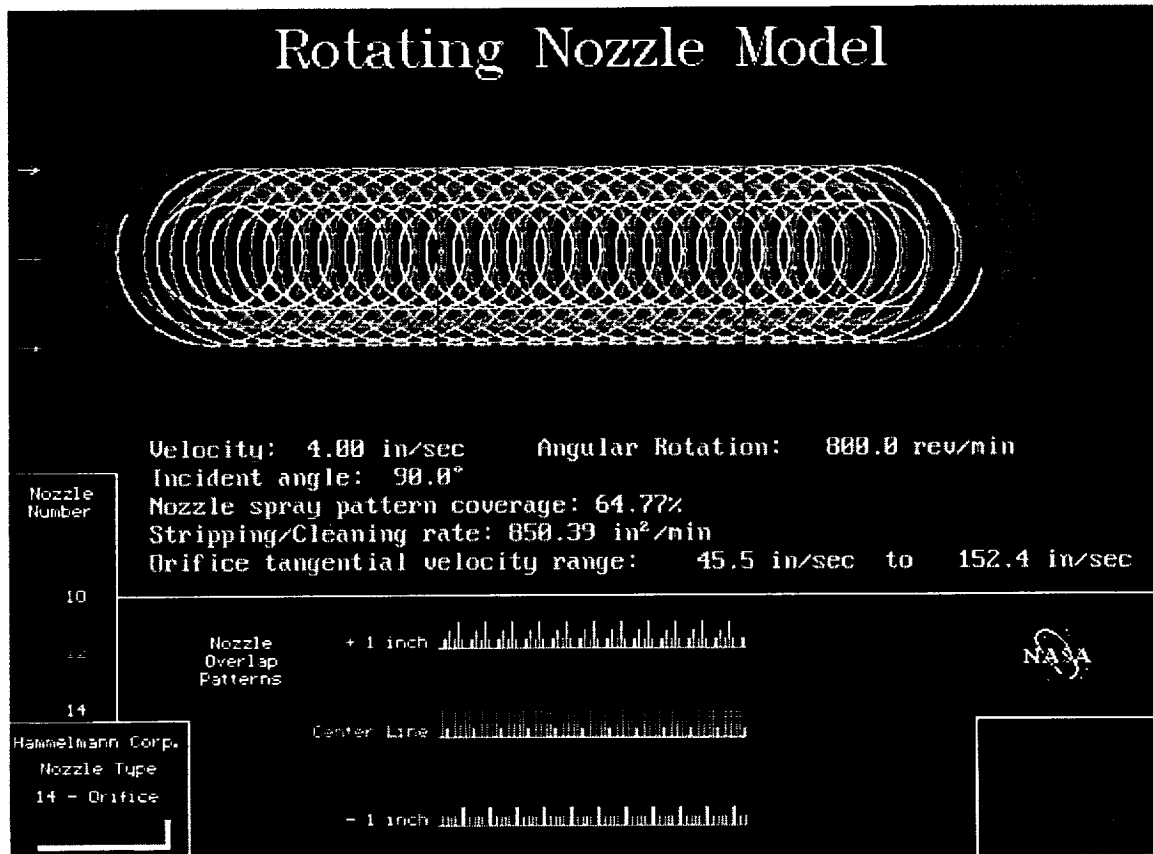 Rotating Nozzle Model
Velocity: 4.00 in/sec Angular Rotation: 800.0 rev/min
Incident angle: 90.0°
Nozzle spray pattern coverage: 64.77%
Stripping/Cleaning rate: 850.39 in²/min
Orifice tangential velocity range: 45.5 in/sec to 152.4 in/sec
Nozzle
Number
10
12
14
Nozzle
Overlap
Patterns
+ 1 inch
Center Line
- 1 inch
NASA
Hammelmann Corp.
Nozzle Type
14 - Orifice